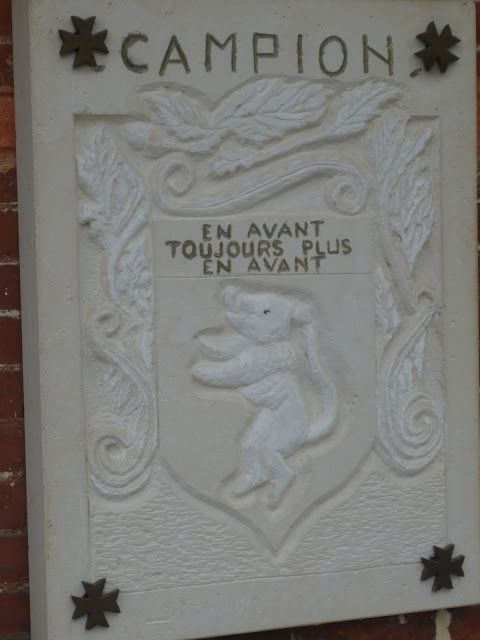 CAMPION
EN AVANT
TOUJOURS PLUS
EN AVANT